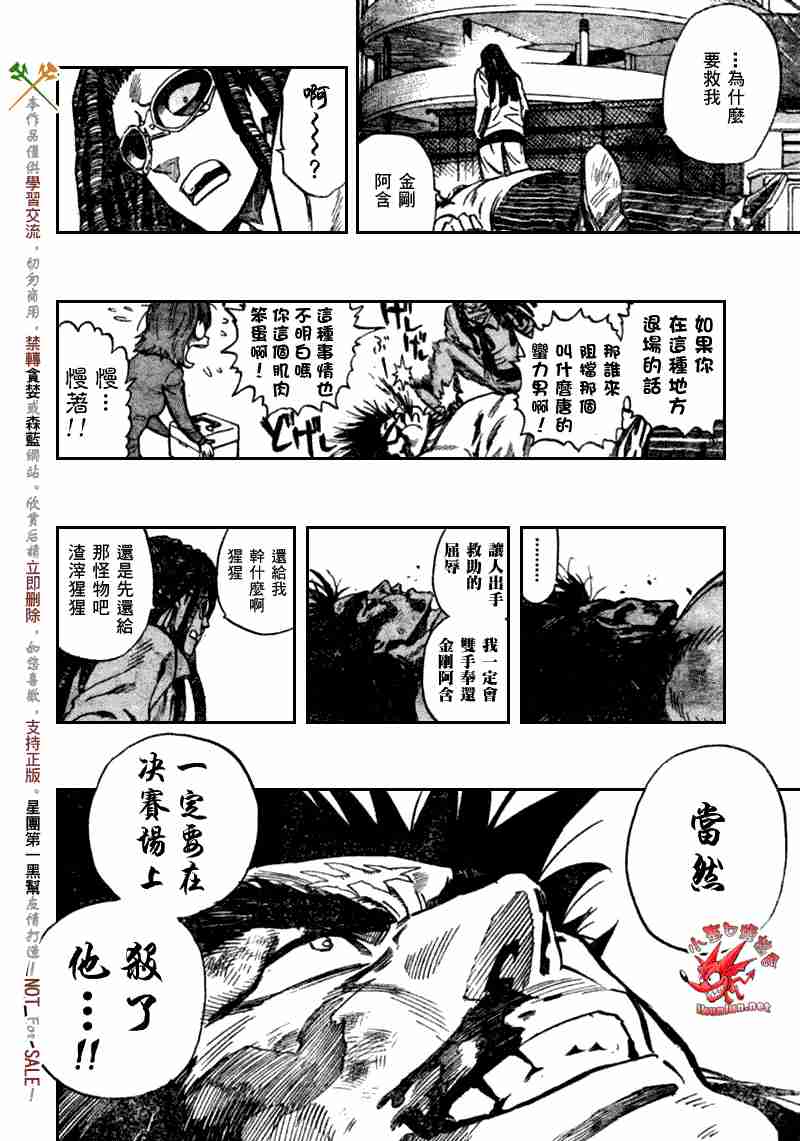 …為什麼
要救我
金剛
阿含
啊～～～?
如果你
在這種地方
退場的話
那誰來
阻擋那個
叫什麼唐的
蠻力男啊!
這種事情也
不明白嗎
你這個肌肉
笨蛋啊!
慢…
慢著!!
………
讓人出手
救助的
屈辱
我一定會
雙手奉還
金剛阿含
還給我
幹什麼啊
猩猩
還是先還給
那怪物吧
渣滓猩猩
當然
一定要在
決賽場上
殺了
他…!!
本作品僅供學習交流，切勿商用，禁轉貪婪或森藍網站。欣賞后請立即刪除，如您喜歡，支持正版。星團第一黑幫友情打造!!NOT For SALE!